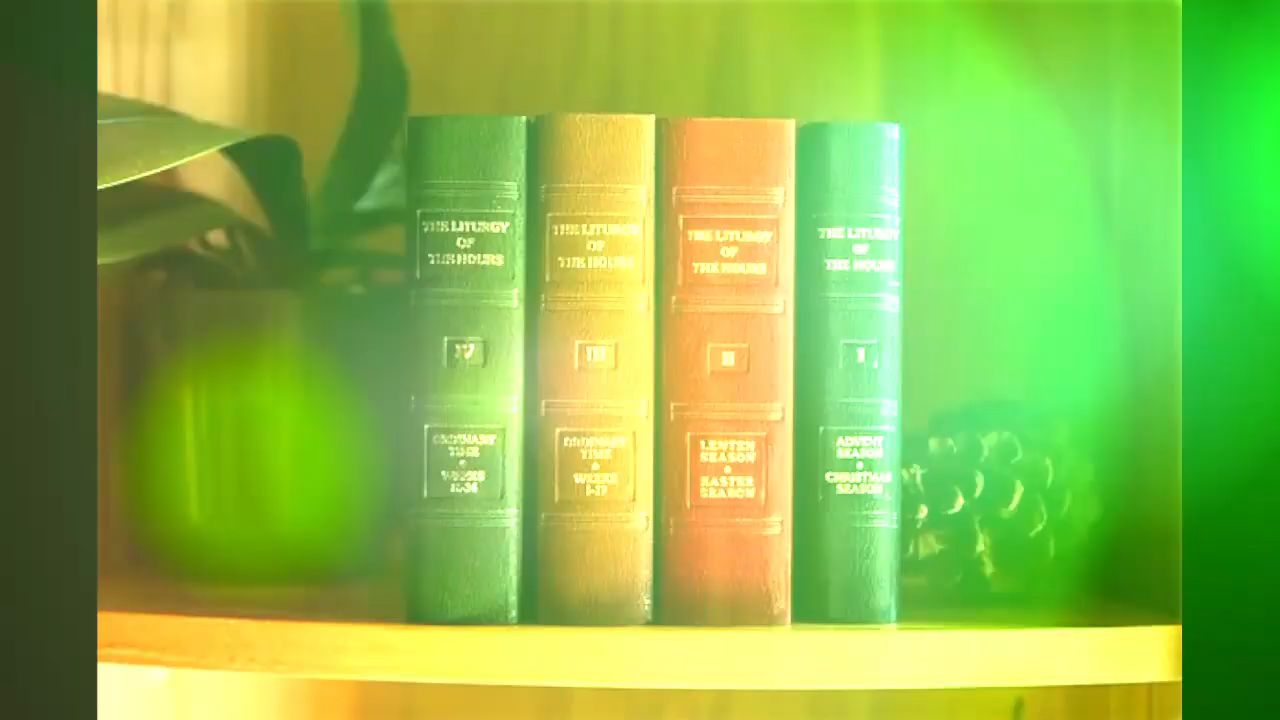 THE LITURGY
OF
THE HOURS
IV
ORDINARY
TIME
WEEKS
THE LITURGY
OF
THE HOURS
III
ORDINARY
TIME
&
WEEKS
THE LITURGY
OF
THE HOURS
II
LENTEN
SEASON
EASTER
SEASON
THE LITURGY
OF
THE HOURS
I
ADVENT
SEASON
CHRISTMAS
SEASON